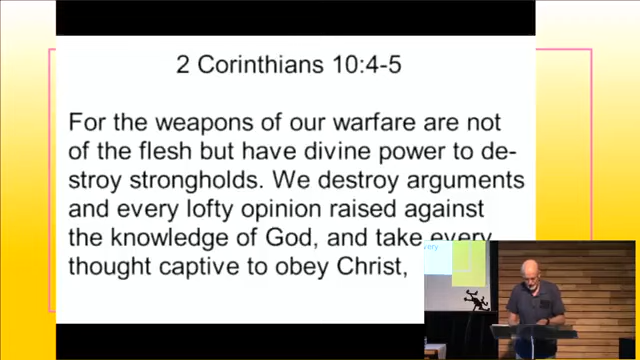 2 Corinthians 10:4-5
For the weapons of our warfare are not
of the flesh but have divine power to de-
stroy strongholds. We destroy arguments
and every lofty opinion raised against
the knowledge of God, and take every
thought captive to obey Christ,